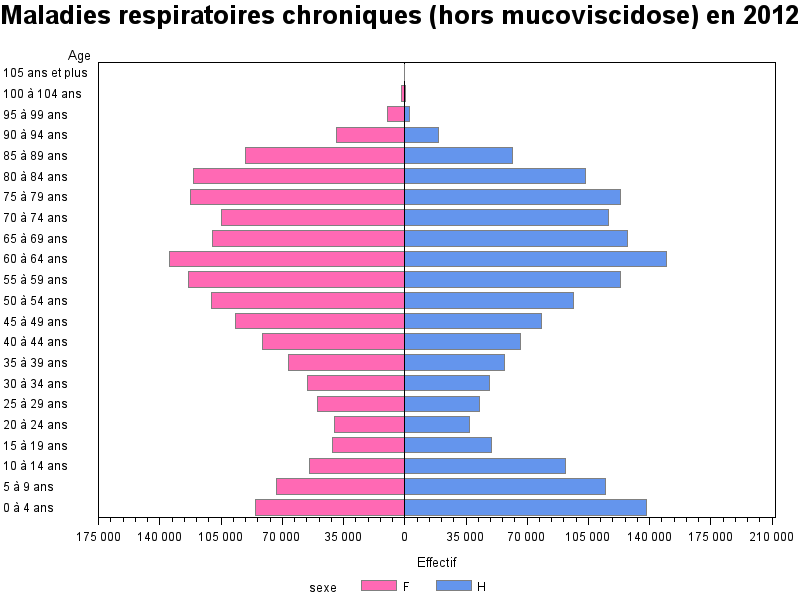 Maladies respiratoires chroniques (hors mucoviscidose) en 2012
Age
105 ans et plus
100 à 104 ans
95 à 99 ans
90 à 94 ans
85 à 89 ans
80 à 84 ans
75 à 79 ans
70 à 74 ans
65 à 69 ans
60 à 64 ans
55 à 59 ans
50 à 54 ans
45 à 49 ans
40 à 44 ans
35 à 39 ans
30 à 34 ans
25 à 29 ans
20 à 24 ans
15 à 19 ans
10 à 14 ans
5 à 9 ans
0 à 4 ans
175 000 140 000 105 000 70 000 35 000 0 35 000 70 000 105 000 140 000 175 000 210 000
Effectif
sexe F H